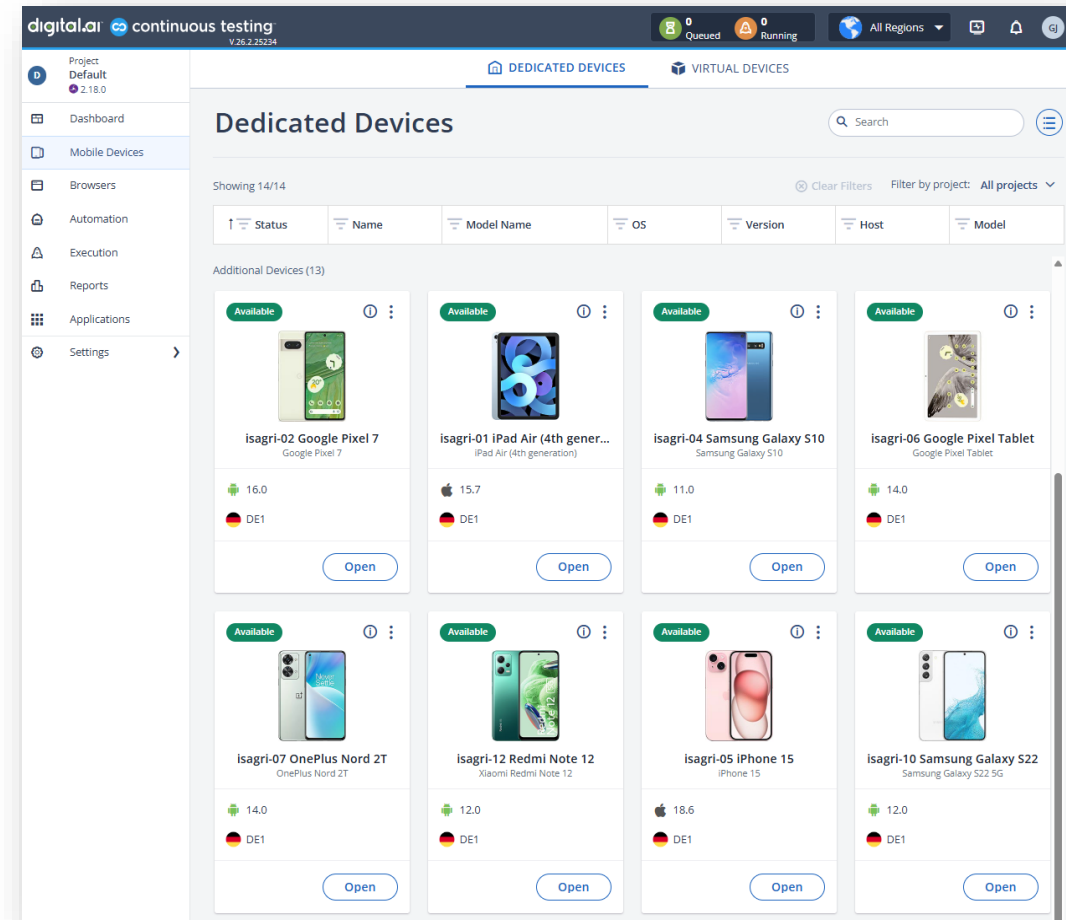 digital.ai continuous testing
V.26.2.25234
0 Queued
0 Running
All Regions
GJ
D
Project
Default
2.18.0
Dashboard
Mobile Devices
Browsers
Automation
Execution
Reports
Applications
Settings
DEDICATED DEVICES
VIRTUAL DEVICES
Dedicated Devices
Search
Showing 14/14
Clear Filters
Filter by project: All projects
Status Name Model Name OS Version Host Model
Additional Devices (13)
Available
isagri-02 Google Pixel 7
Google Pixel 7
16.0
DE1
Open
Available
isagri-01 iPad Air (4th gener...
iPad Air (4th generation)
15.7
DE1
Open
Available
isagri-04 Samsung Galaxy S10
Samsung Galaxy S10
11.0
DE1
Open
Available
isagri-06 Google Pixel Tablet
Google Pixel Tablet
14.0
DE1
Open
Available
Never
Settle
isagri-07 OnePlus Nord 2T
OnePlus Nord 2T
14.0
DE1
Open
Available
isagri-12 Redmi Note 12
Xiaomi Redmi Note 12
12.0
DE1
Open
Available
isagri-05 iPhone 15
iPhone 15
18.6
DE1
Open
Available
isagri-10 Samsung Galaxy S22
Samsung Galaxy S22 5G
12.0
DE1
Open